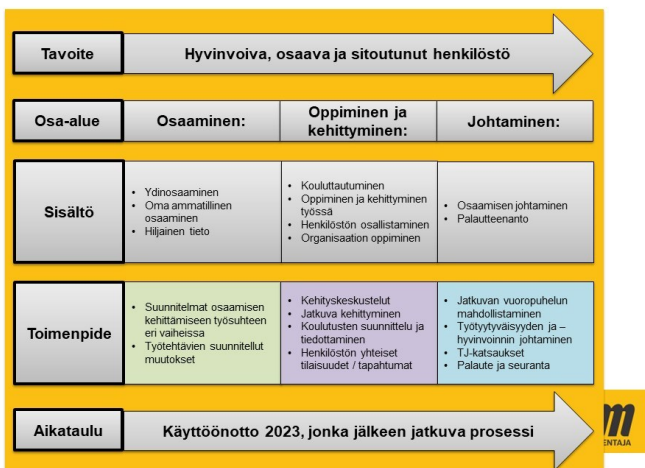 Tavoite
Hyvinvoiva, osaava ja sitoutunut henkilöstö
Osa-alue
Osaaminen:
Oppiminen ja
kehittyminen:
Johtaminen:
Sisältö
• Ydinosaaminen
• Oma ammatillinen
osaaminen
• Hiljainen tieto
• Kouluttautuminen
• Oppiminen ja kehittyminen
työssä
• Henkilöstön osallistaminen
• Organisaation oppiminen
• Osaamisen johtaminen
• Palautteenanto
Toimenpide
• Suunnitelmat osaamisen
kehittämiseen työsuhteen
eri vaiheissa
• Työtehtävien suunnitellut
muutokset
• Kehityskeskustelut
• Jatkuva kehittyminen
• Koulutusten suunnittelu ja
tiedottaminen
• Henkilöstön yhteiset
tilaisuudet / tapahtumat
• Jatkuvan vuoropuhelun
mahdollistaminen
• Työtyytyväisyyden ja –
hyvinvoinnin johtaminen
• TJ-katsaukset
• Palaute ja seuranta
Aikataulu
Käyttöönotto 2023, jonka jälkeen jatkuva prosessi
m
ENTAJA